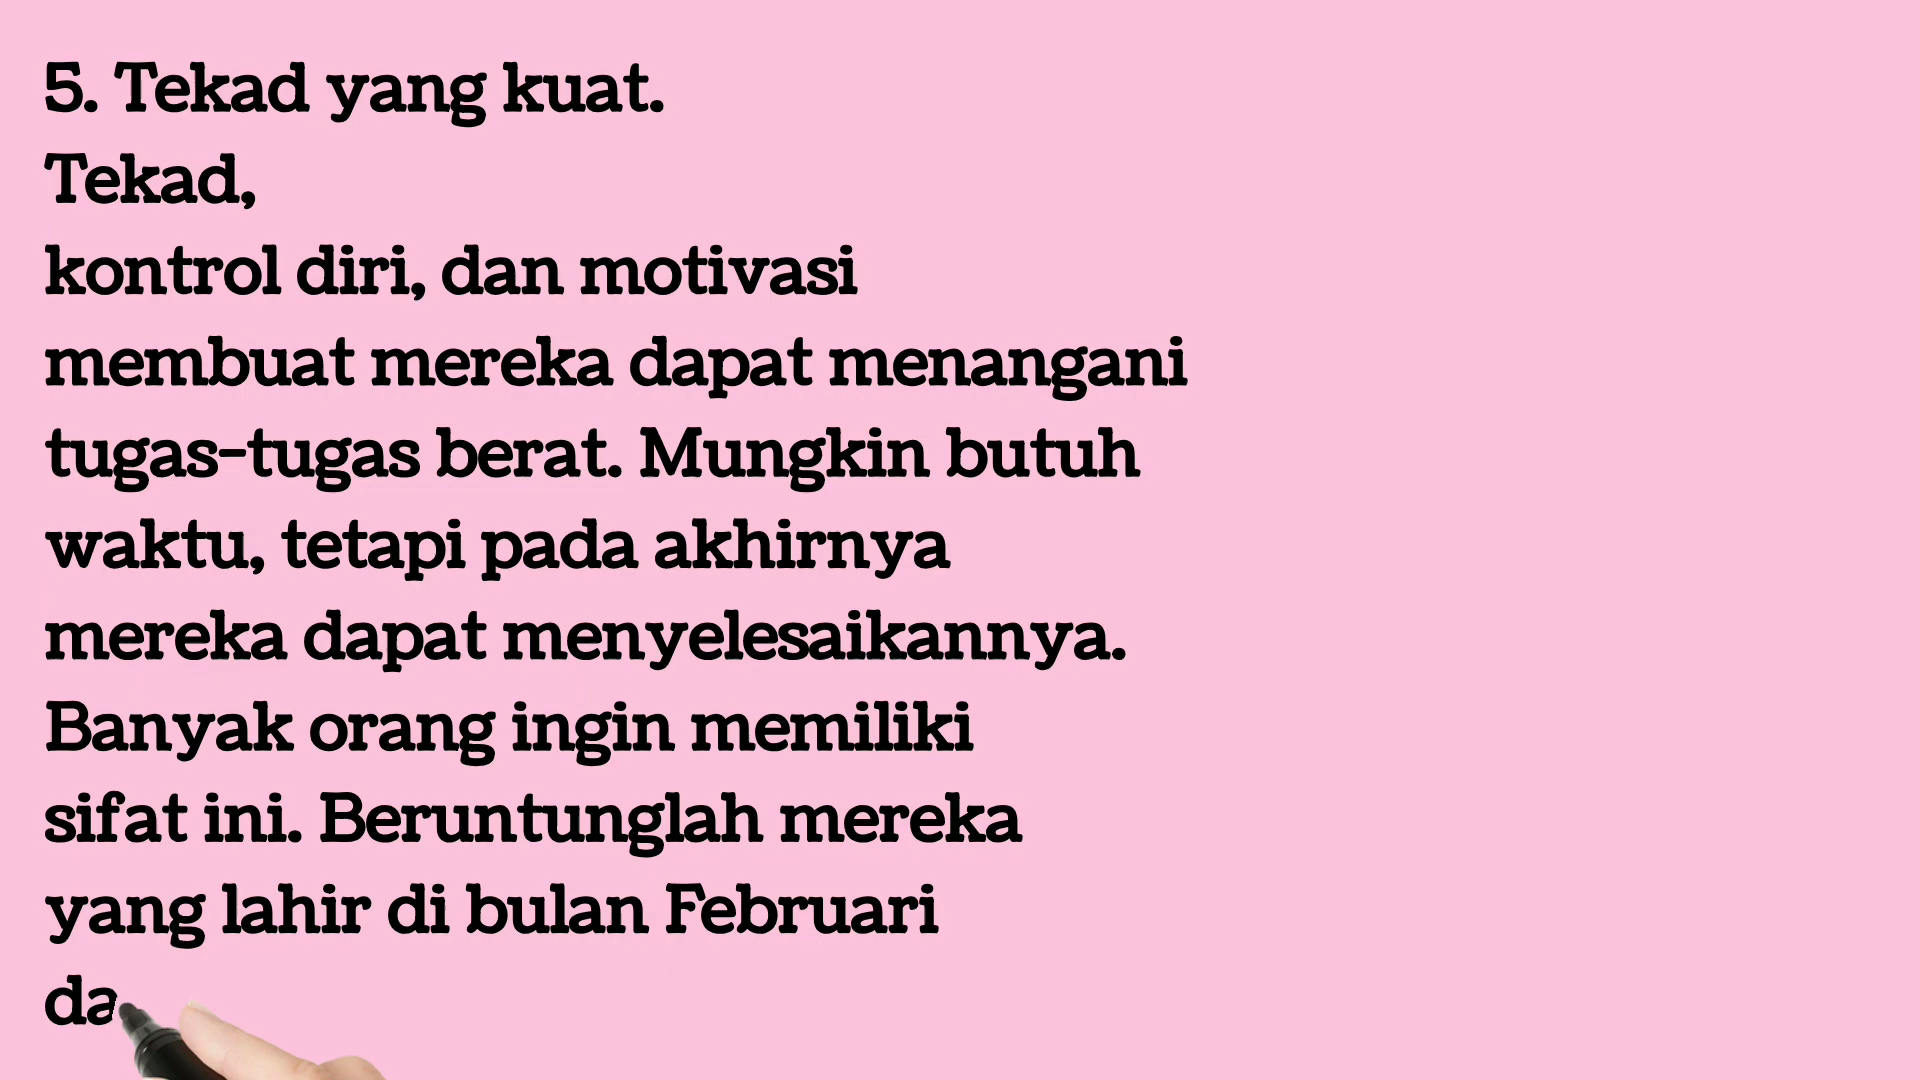 5. Tekad yang kuat.
Tekad,
kontrol diri, dan motivasi
membuat mereka dapat menangani
tugas-tugas berat. Mungkin butuh
waktu, tetapi pada akhirnya
mereka dapat menyelesaikannya.
Banyak orang ingin memiliki
sifat ini. Beruntunglah mereka
yang lahir di bulan Februari
da